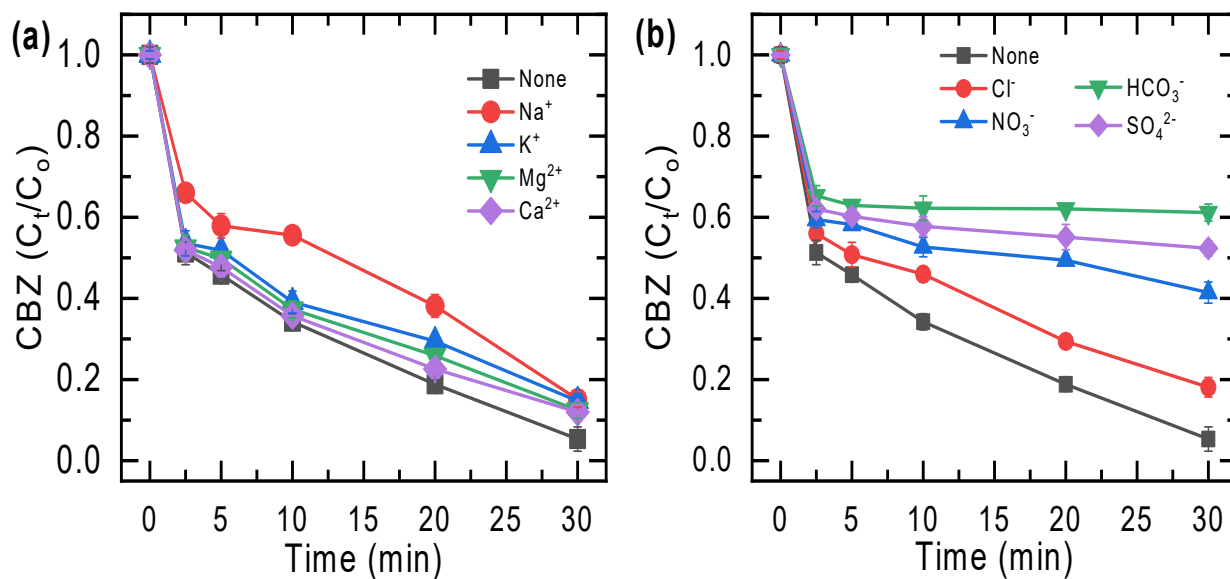 (a)
CBZ (Cₜ/Cₒ)
1.0
0.8
0.6
0.4
0.2
0.0
None
Na⁺
K⁺
Mg²⁺
Ca²⁺
0 5 10 15 20 25 30
Time (min)
(b)
CBZ (Cₜ/Cₒ)
1.0
0.8
0.6
0.4
0.2
0.0
None
Cl⁻
NO₃⁻
HCO₃⁻
SO₄²⁻
0 5 10 15 20 25 30
Time (min)